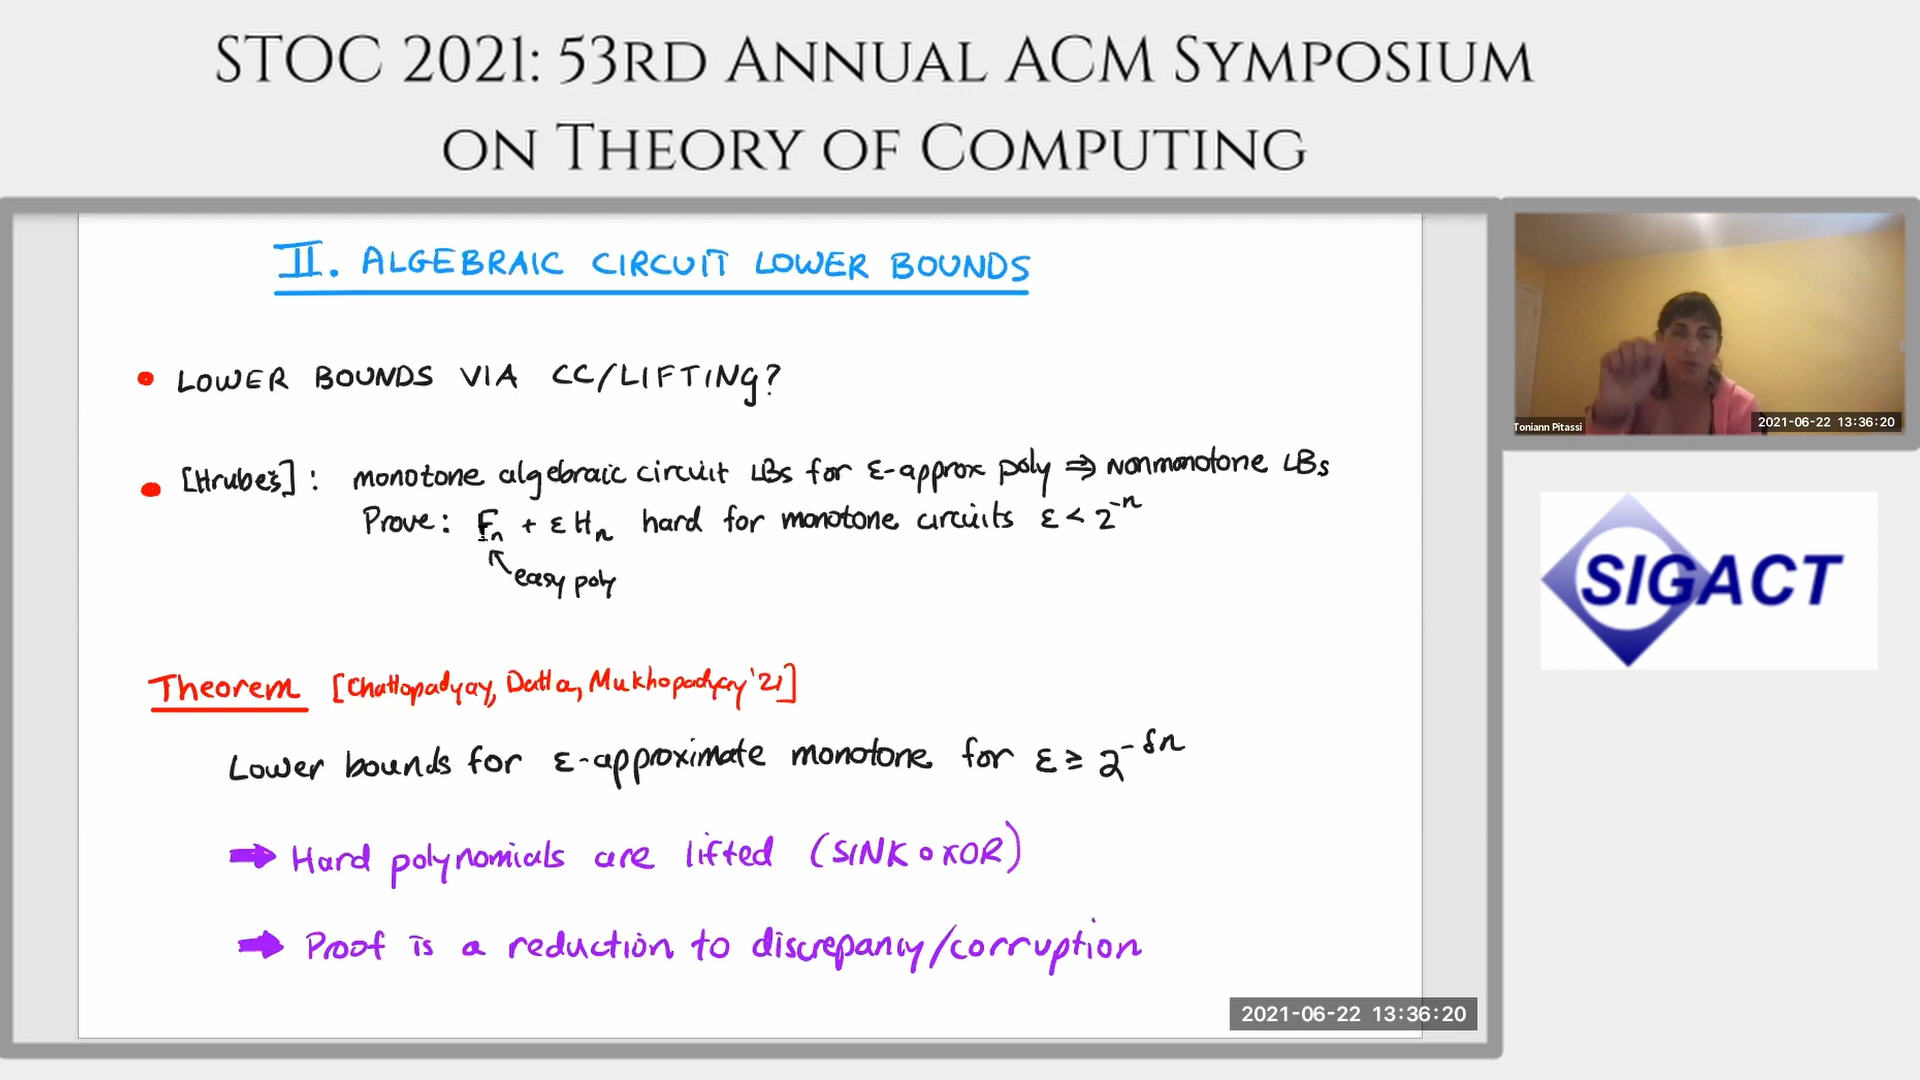 STOC 2021: 53RD ANNUAL ACM SYMPOSIUM
ON THEORY OF COMPUTING
II. ALGEBRAIC CIRCUIT LOWER BOUNDS
• LOWER BOUNDS VIA CC/LIFTING?
• [Hrubeš]: monotone algebraic circuit LBs for ε-approx poly ⇒ nonmonotone LBs
Prove: Fₙ + εHₙ hard for monotone circuits ε < 2⁻ⁿ
easy poly
Theorem [Chattopadyay, Datta, Mukhopadyay '21]
Lower bounds for ε-approximate monotone for ε ≥ 2^-δn
➡ Hard polynomials are lifted (SINK∘XOR)
➡ Proof is a reduction to discrepancy/corruption
2021-06-22 13:36:20
Toniann Pitassi
2021-06-22 13:36:20
SIGACT